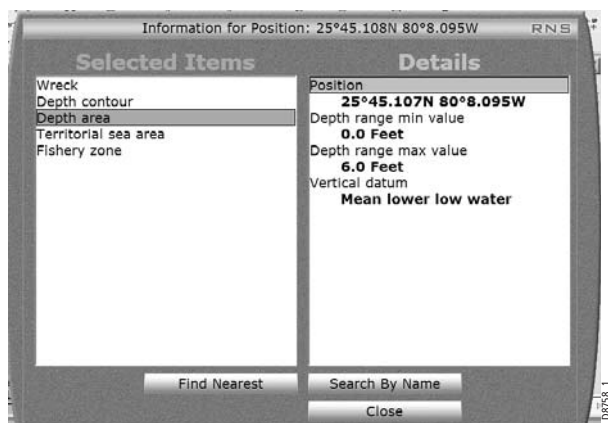 Information for Position: 25°45.108N 80°8.095W RNS
Selected Items
Wreck
Depth contour
Depth area
Territorial sea area
Fishery zone
Details
Position
25°45.107N 80°8.095W
Depth range min value
0.0 Feet
Depth range max value
6.0 Feet
Vertical datum
Mean lower low water
Find Nearest
Search By Name
Close
D8758_1